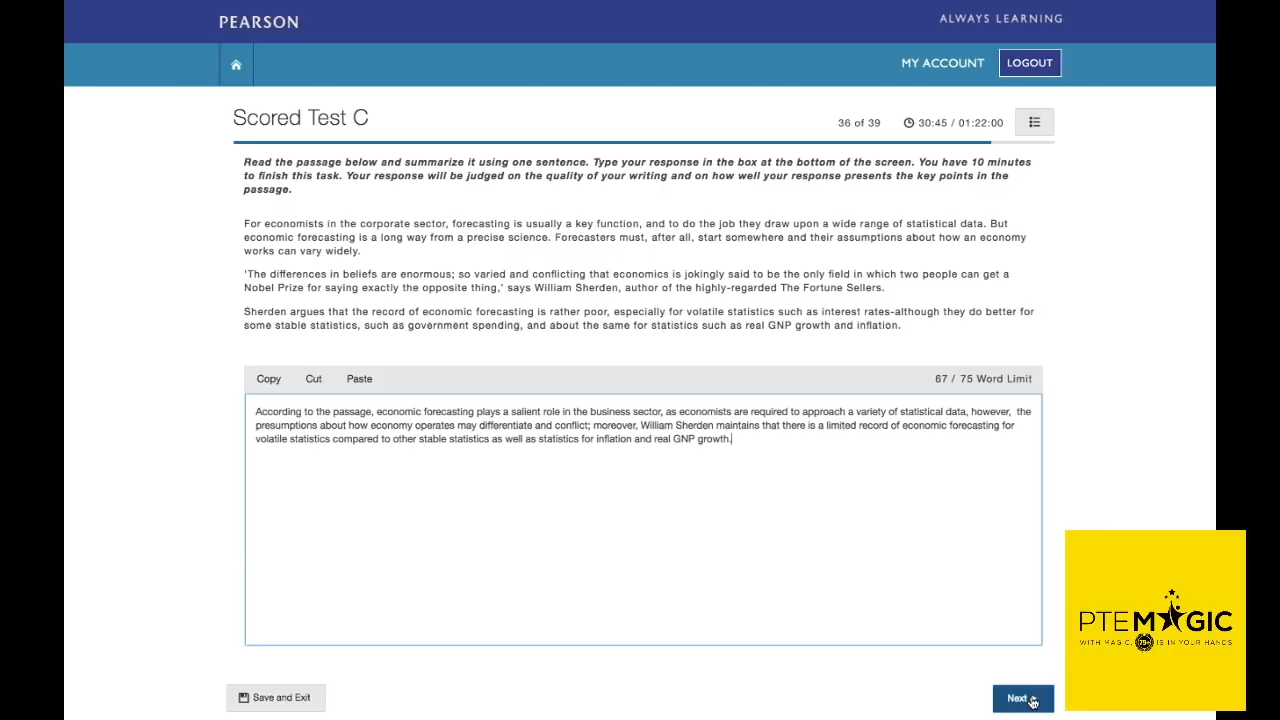 PEARSON
ALWAYS LEARNING
MY ACCOUNT
LOGOUT
Scored Test C
36 of 39
30:45 / 01:22:00
Read the passage below and summarize it using one sentence. Type your response in the box at the bottom of the screen. You have 10 minutes
to finish this task. Your response will be judged on the quality of your writing and on how well your response presents the key points in the
passage.
For economists in the corporate sector, forecasting is usually a key function, and to do the job they draw upon a wide range of statistical data. But
economic forecasting is a long way from a precise science. Forecasters must, after all, start somewhere and their assumptions about how an economy
works can vary widely.
'The differences in beliefs are enormous; so varied and conflicting that economics is jokingly said to be the only field in which two people can get a
Nobel Prize for saying exactly the opposite thing,' says William Sherden, author of the highly-regarded The Fortune Sellers.
Sherden argues that the record of economic forecasting is rather poor, especially for volatile statistics such as interest rates-although they do better for
some stable statistics, such as government spending, and about the same for statistics such as real GNP growth and inflation.
Copy
Cut
Paste
67 / 75 Word Limit
According to the passage, economic forecasting plays a salient role in the business sector, as economists are required to approach a variety of statistical data, however, the
presumptions about how economy operates may differentiate and conflict; moreover, William Sherden maintains that there is a limited record of economic forecasting for
volatile statistics compared to other stable statistics as well as statistics for inflation and real GNP growth.
PTEMAGIC
WITH MAGIC, 79+ IS IN YOUR HANDS
Save and Exit
Next